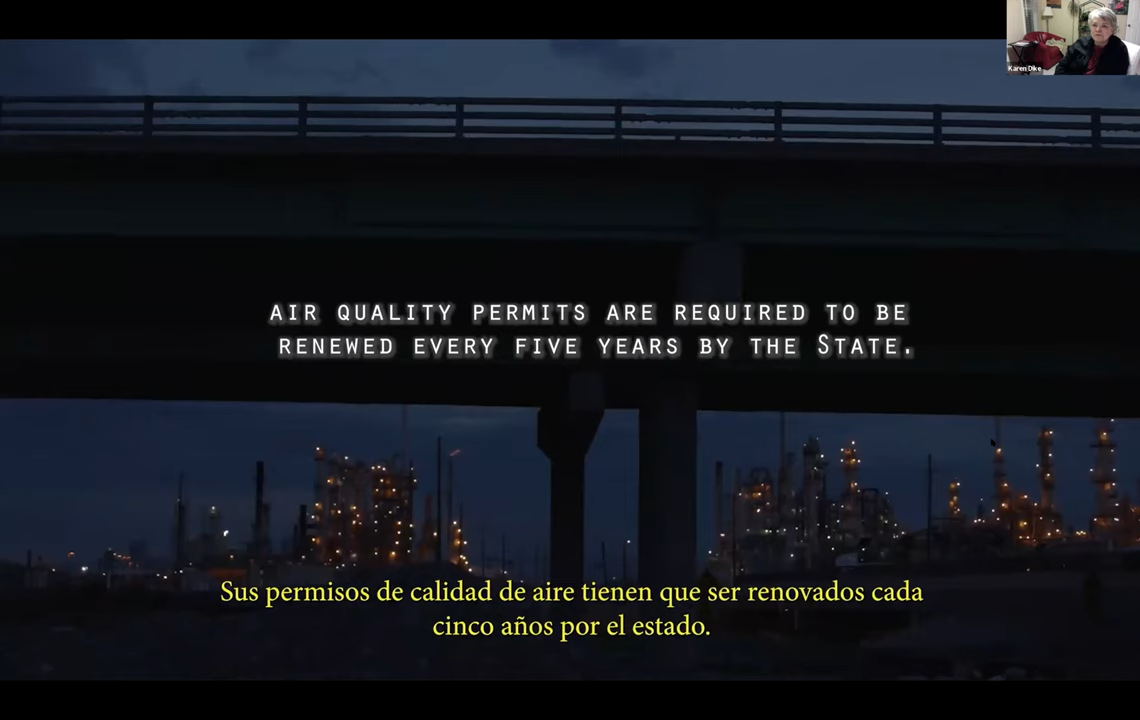 Karen Dike
AIR QUALITY PERMITS ARE REQUIRED TO BE
RENEWED EVERY FIVE YEARS BY THE STATE.
Sus permisos de calidad de aire tienen que ser renovados cada
cinco años por el estado.